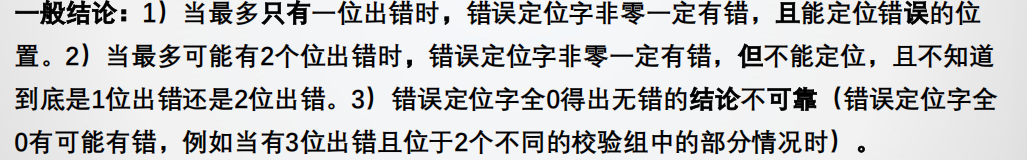 一般结论：1）当最多只有一位出错时，错误定位字非零一定有错，且能定位错误的位
置。2）当最多可能有2个位出错时，错误定位字非零一定有错，但不能定位，且不知道
到底是1位出错还是2位出错。3）错误定位字全0得出无错的结论不可靠（错误定位字全
0有可能有错，例如当有3位出错且位于2个不同的校验组中的部分情况时）。